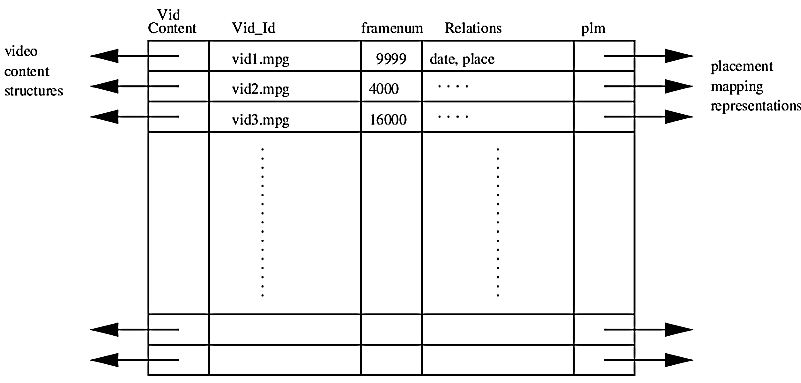 Vid
Content
Vid_Id
framenum
Relations
plm
video
content
structures
vid1.mpg
9999
date, place
vid2.mpg
4000
. . . .
vid3.mpg
16000
. . . .
placement
mapping
representations